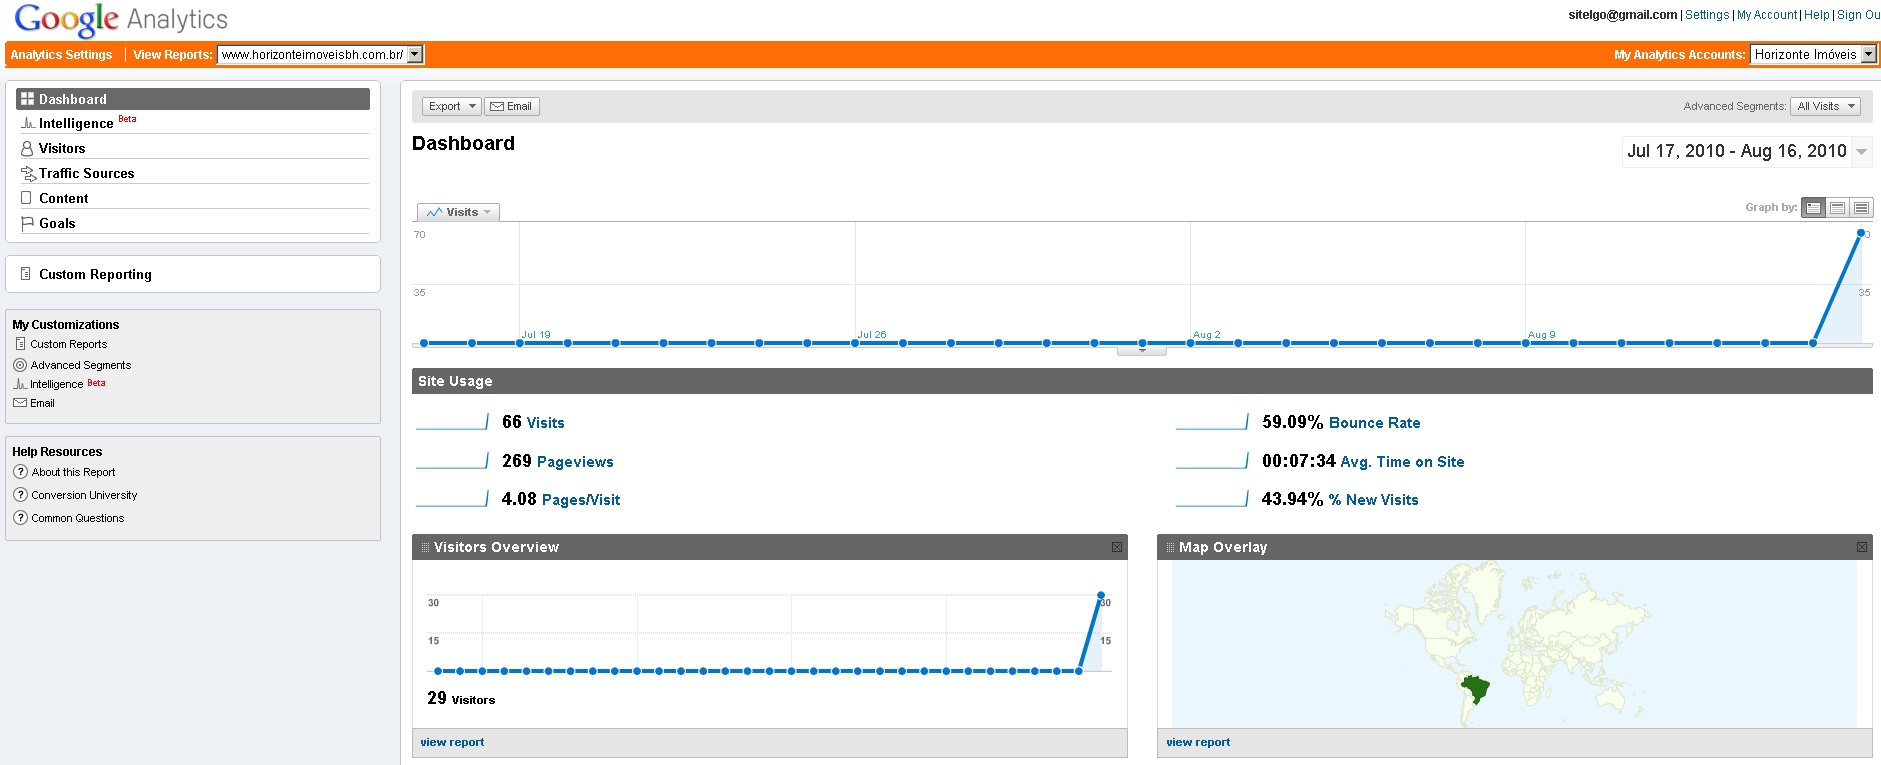 Google Analytics
sitelgo@gmail.com | Settings | My Account | Help | Sign Ou
Analytics Settings | View Reports: www.horizonteimoveisbh.com.br/
My Analytics Accounts: Horizonte Imóveis
Dashboard
Intelligence Beta
Visitors
Traffic Sources
Content
Goals
Custom Reporting
My Customizations
Custom Reports
Advanced Segments
Intelligence Beta
Email
Help Resources
? About this Report
? Conversion University
? Common Questions
Export Email
Advanced Segments: All Visits
Dashboard
Jul 17, 2010 - Aug 16, 2010
Visits
Graph by:
70 0
35 35
Jul 19 Jul 26 Aug 2 Aug 9
Site Usage
66 Visits
59.09% Bounce Rate
269 Pageviews
00:07:34 Avg. Time on Site
4.08 Pages/Visit
43.94% % New Visits
Visitors Overview
30 30
15 15
29 Visitors
view report
Map Overlay
view report